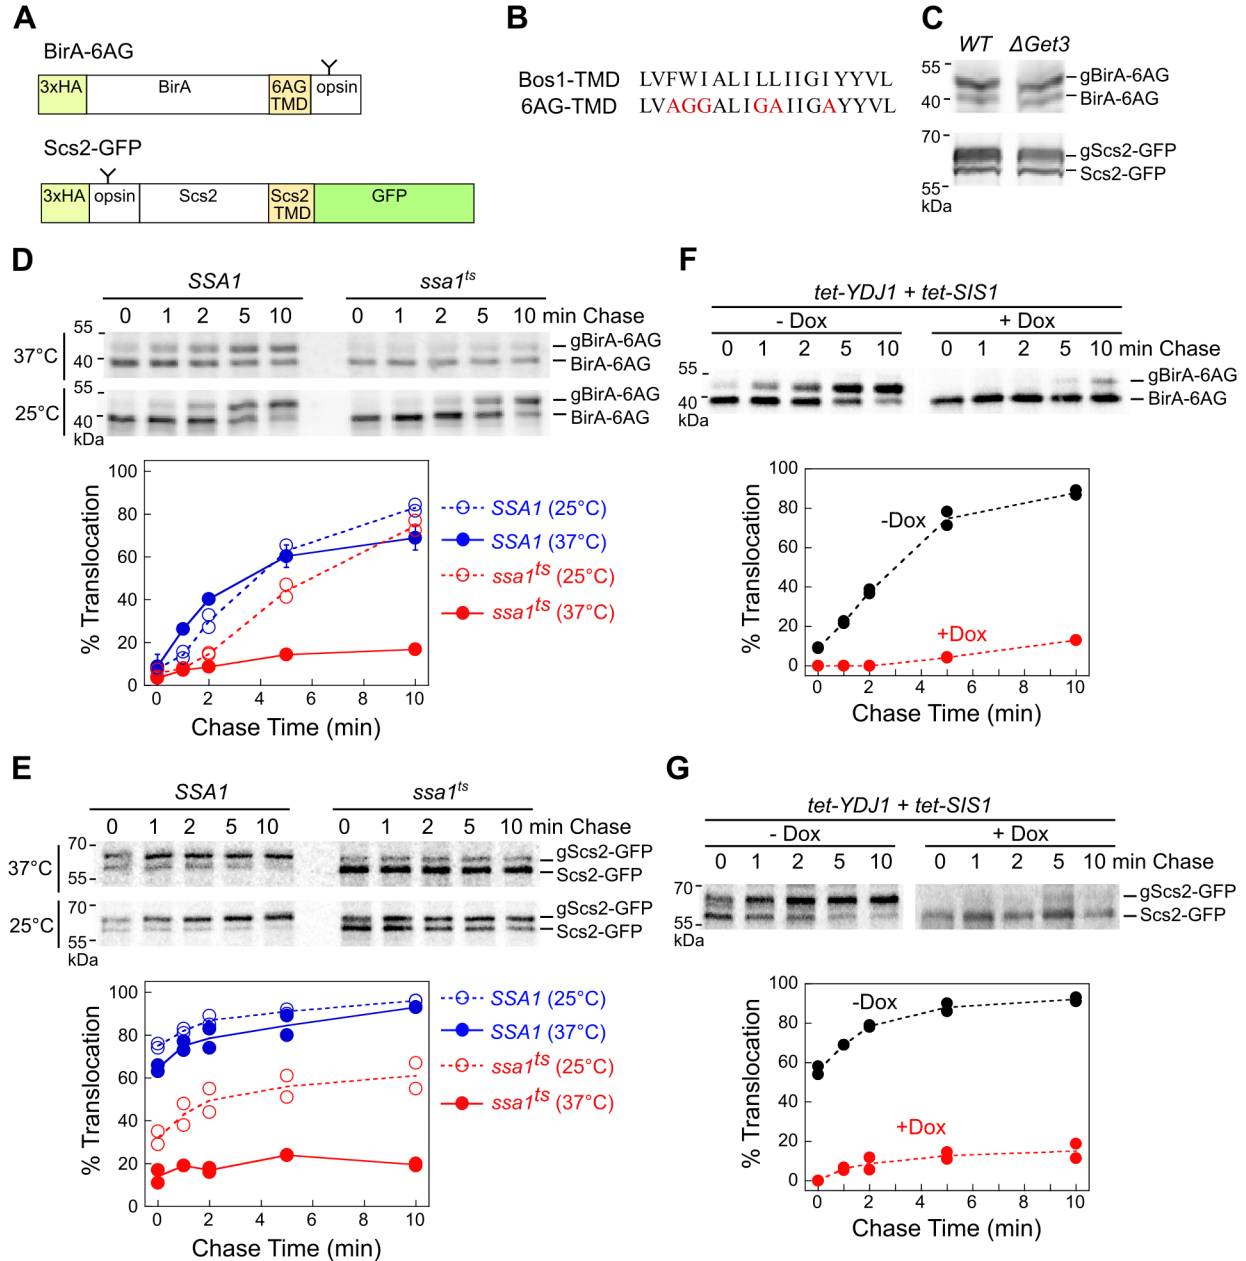 A
BirA-6AG
3xHA
BirA
6AG
TMD
opsin
Scs2-GFP
3xHA
opsin
Scs2
Scs2
TMD
GFP
B
Bos1-TMD LVFWIALILLIIGIYYVL
6AG-TMD LVAGGALIGAIIGAYYVL
C
WT ΔGet3
55
40
gBirA-6AG
BirA-6AG
70
55
kDa
gScs2-GFP
Scs2-GFP
D
SSA1 ssa1ts
0 1 2 5 10 0 1 2 5 10 min Chase
37°C
55
40
gBirA-6AG
BirA-6AG
25°C
55
40
kDa
gBirA-6AG
BirA-6AG
% Translocation
100
80
60
40
20
0
0 2 4 6 8 10
Chase Time (min)
SSA1 (25°C)
SSA1 (37°C)
ssa1ts (25°C)
ssa1ts (37°C)
E
SSA1 ssa1ts
0 1 2 5 10 0 1 2 5 10 min Chase
37°C
70
55
gScs2-GFP
Scs2-GFP
25°C
70
55
kDa
gScs2-GFP
Scs2-GFP
% Translocation
100
80
60
40
20
0
0 2 4 6 8 10
Chase Time (min)
SSA1 (25°C)
SSA1 (37°C)
ssa1ts (25°C)
ssa1ts (37°C)
F
tet-YDJ1 + tet-SIS1
- Dox + Dox
0 1 2 5 10 0 1 2 5 10 min Chase
55
40
kDa
gBirA-6AG
BirA-6AG
% Translocation
100
80
60
40
20
0
-Dox
+Dox
0 2 4 6 8 10
Chase Time (min)
G
tet-YDJ1 + tet-SIS1
- Dox + Dox
0 1 2 5 10 0 1 2 5 10 min Chase
70
55
kDa
gScs2-GFP
Scs2-GFP
% Translocation
100
80
60
40
20
0
-Dox
+Dox
0 2 4 6 8 10
Chase Time (min)